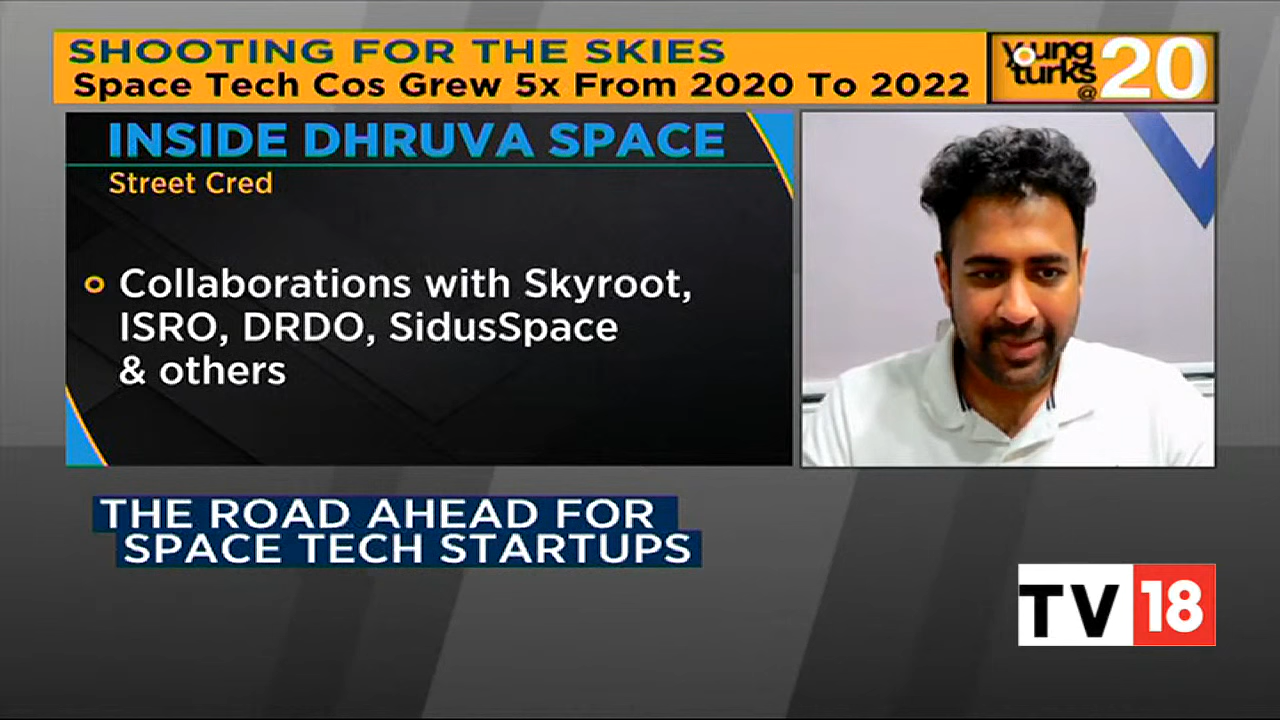 SHOOTING FOR THE SKIES
Space Tech Cos Grew 5x From 2020 To 2022
young
turks
@
20
INSIDE DHRUVA SPACE
Street Cred
Collaborations with Skyroot,
ISRO, DRDO, SidusSpace
& others
THE ROAD AHEAD FOR
SPACE TECH STARTUPS
TV 18